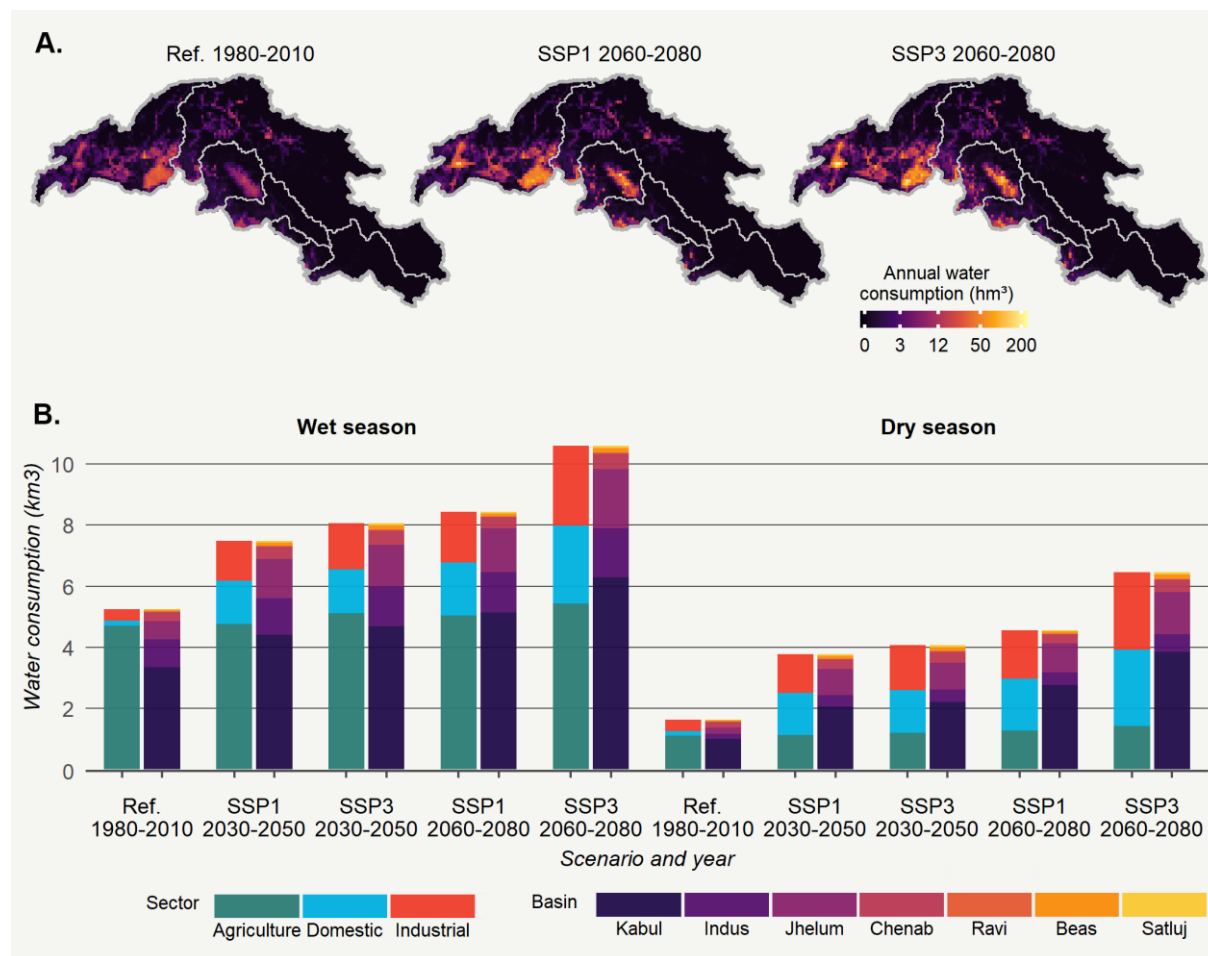 A.
Ref. 1980-2010
SSP1 2060-2080
SSP3 2060-2080
Annual water
consumption (hm³)
0 3 12 50 200
B.
Wet season
Dry season
Water consumption (km3)
10
8
6
4
2
0
Ref.
1980-2010
SSP1
2030-2050
SSP3
2030-2050
SSP1
2060-2080
SSP3
2060-2080
Ref.
1980-2010
SSP1
2030-2050
SSP3
2030-2050
SSP1
2060-2080
SSP3
2060-2080
Scenario and year
Sector
Agriculture Domestic Industrial
Basin
Kabul Indus Jhelum Chenab Ravi Beas Satluj